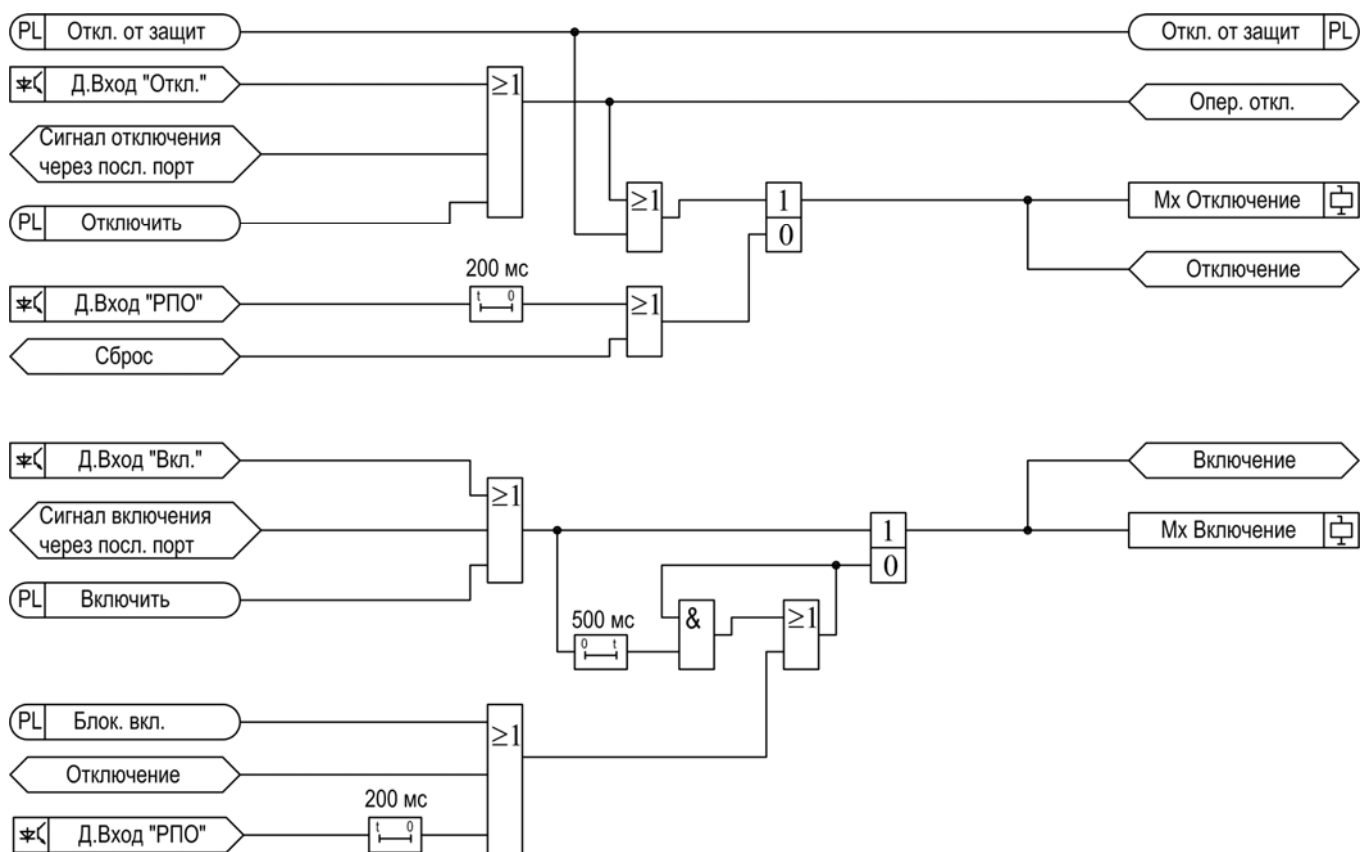 PL Откл. от защит
Откл. от защит PL
Д.Вход "Откл."
≥1
Опер. откл.
Сигнал отключения
через посл. порт
PL Отключить
≥1
1
0
Мх Отключение
Отключение
200 мс
t 0
Д.Вход "РПО"
≥1
Сброс
Д.Вход "Вкл."
≥1
Включение
Сигнал включения
через посл. порт
1
0
Мх Включение
PL Включить
500 мс
0 t
&
≥1
PL Блок. вкл.
≥1
Отключение
200 мс
t 0
Д.Вход "РПО"